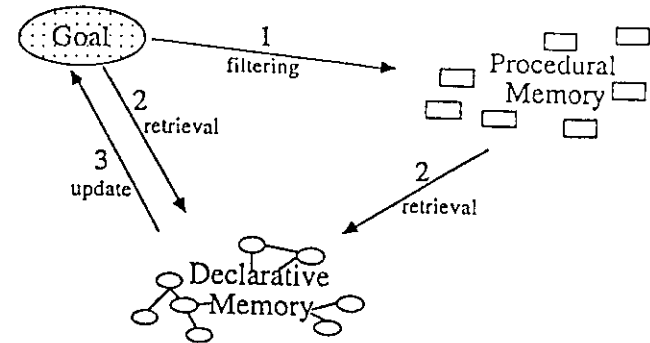 Goal
1
filtering
Procedural
Memory
2
retrieval
3
update
2
retrieval
Declarative
Memory